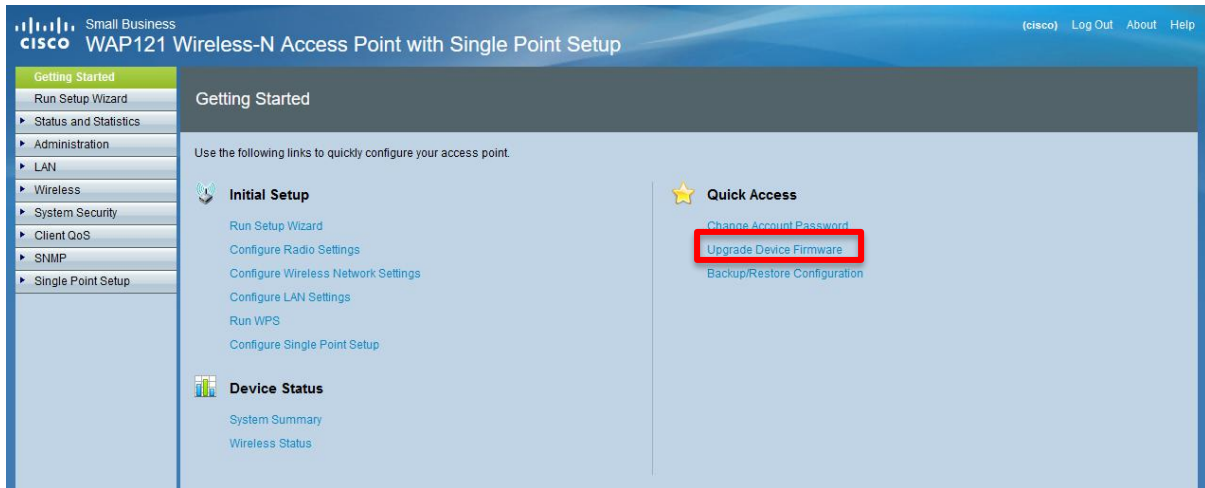 Small Business
cisco WAP121 Wireless-N Access Point with Single Point Setup
(cisco) Log Out About Help
Getting Started
Run Setup Wizard
Status and Statistics
Administration
LAN
Wireless
System Security
Client QoS
SNMP
Single Point Setup
Getting Started
Use the following links to quickly configure your access point.
Initial Setup
Run Setup Wizard
Configure Radio Settings
Configure Wireless Network Settings
Configure LAN Settings
Run WPS
Configure Single Point Setup
Device Status
System Summary
Wireless Status
Quick Access
Change Account Password
Upgrade Device Firmware
Backup/Restore Configuration